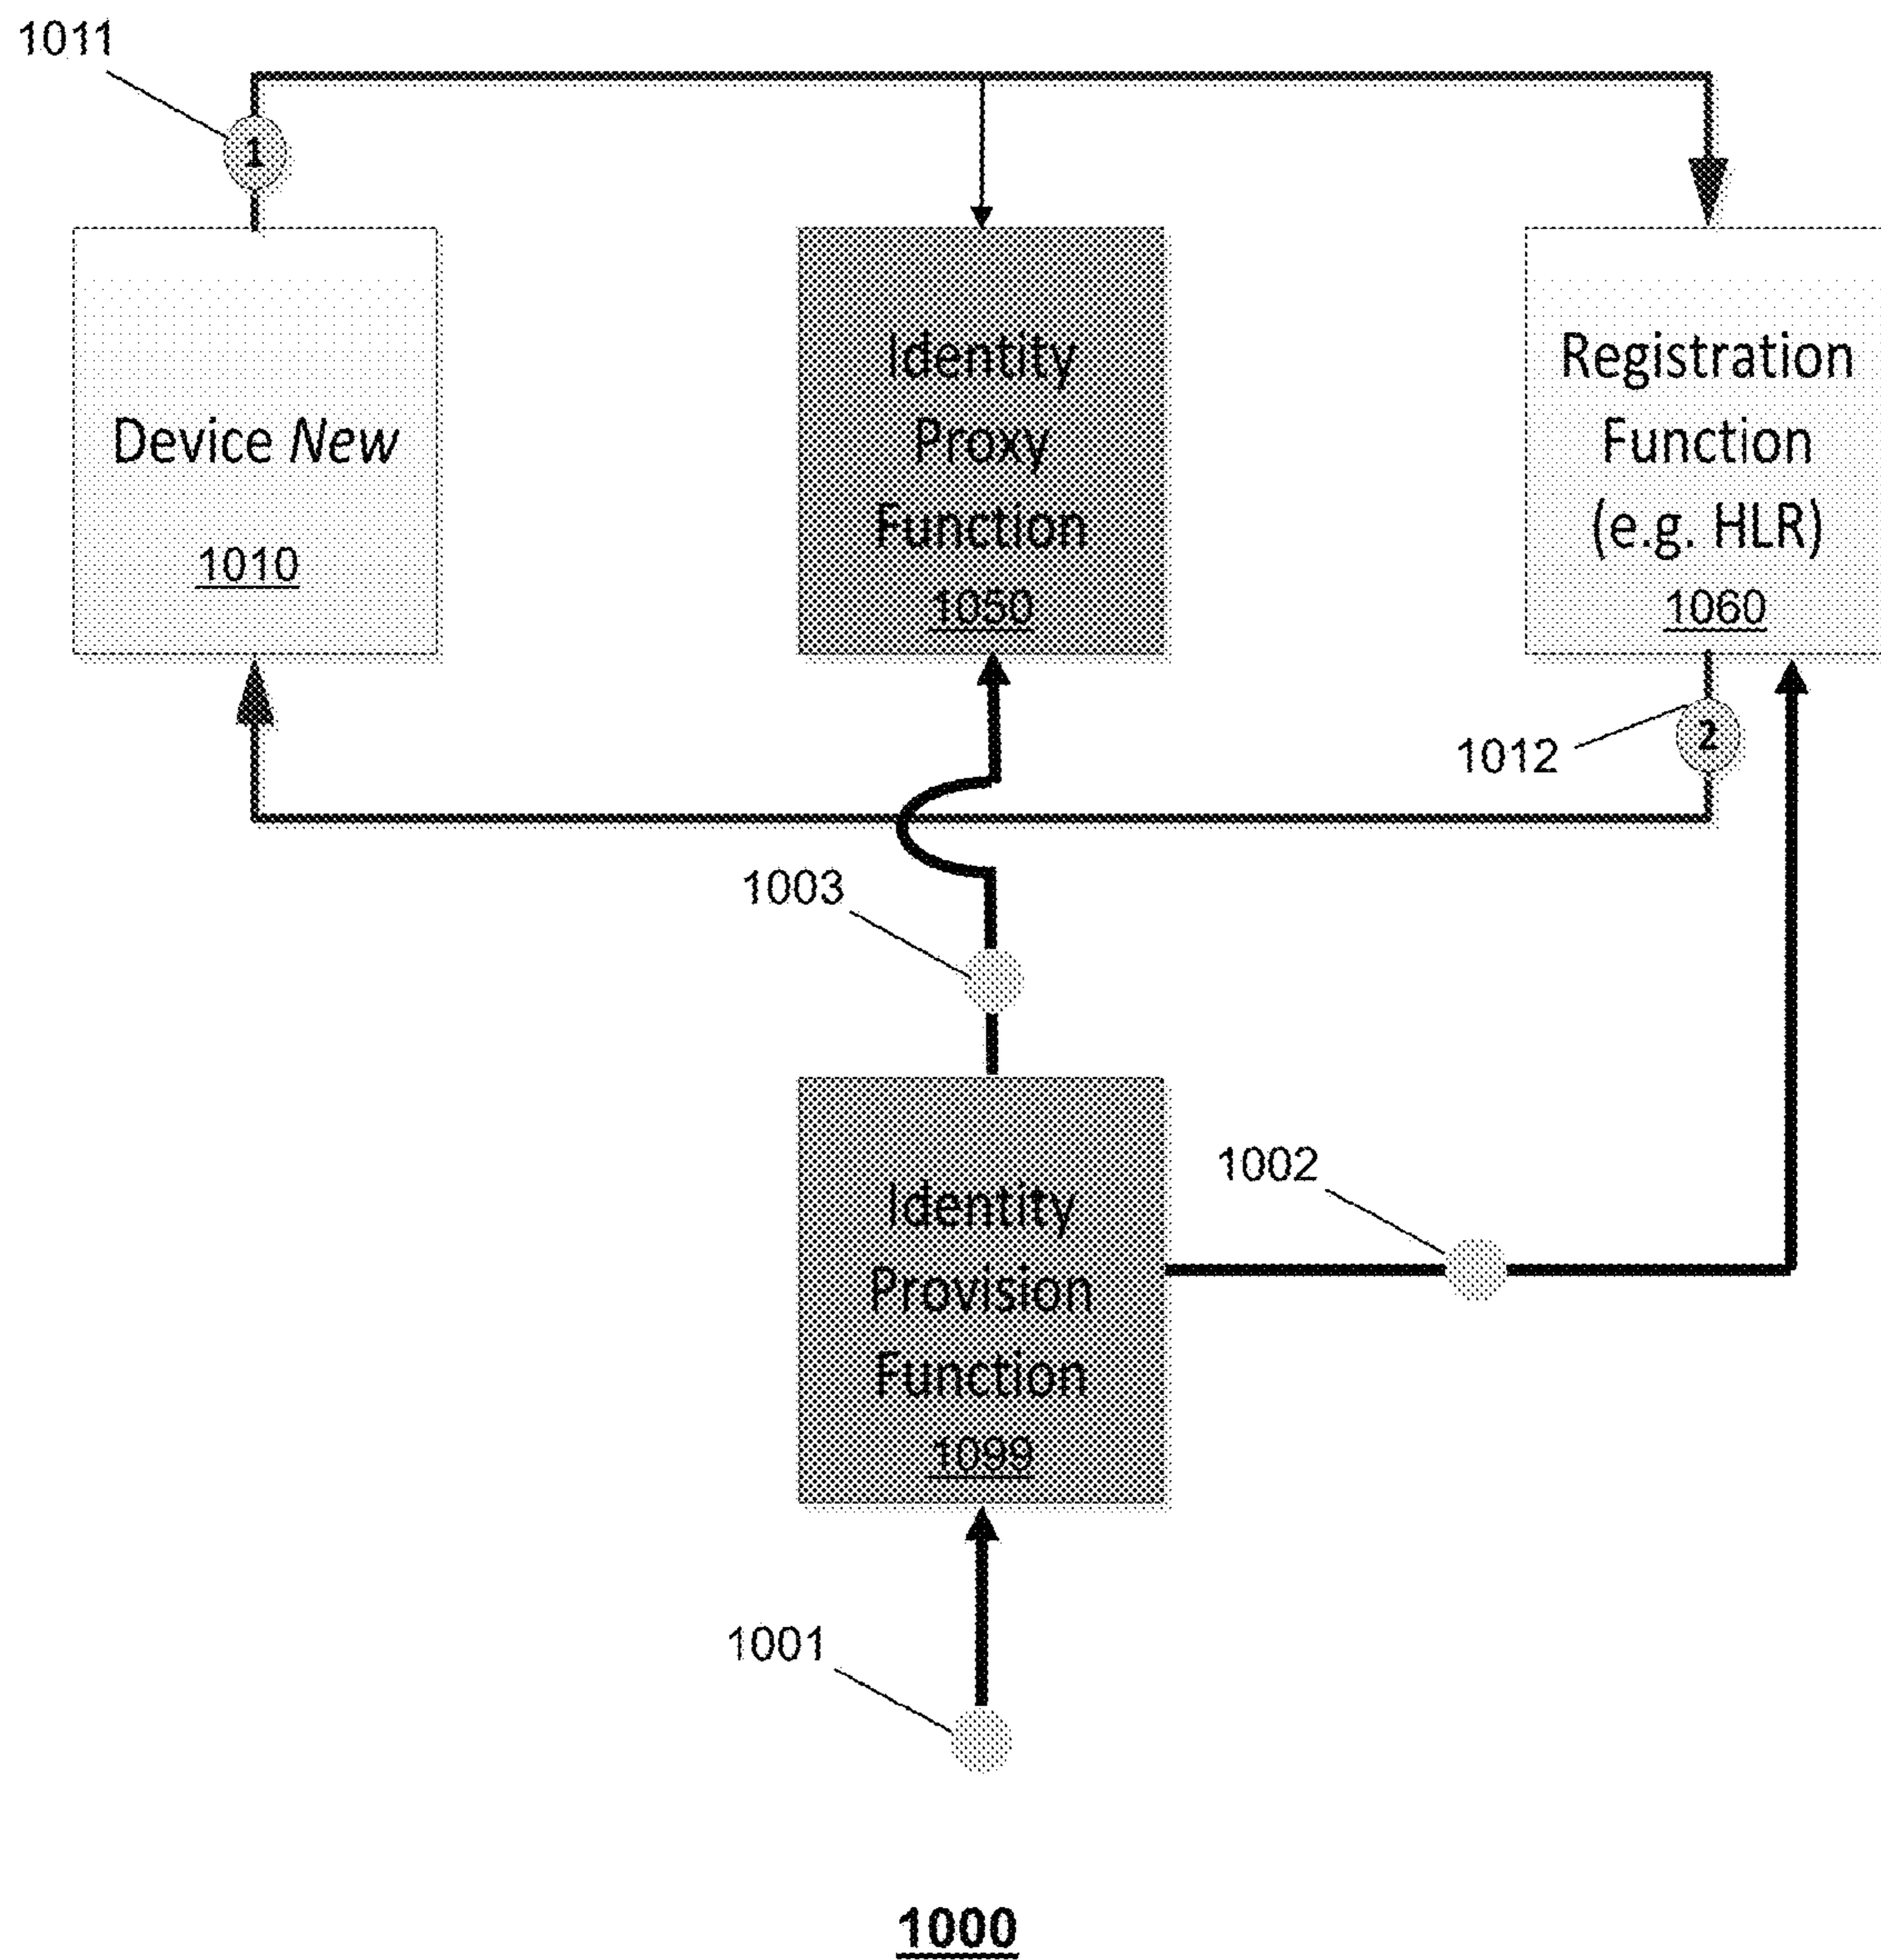 1011
1
Device New
1010
Identity
Proxy
Function
1050
Registration
Function
(e.g. HLR)
1060
1012
2
1003
1002
Identity
Provision
Function
1099
1001
1000